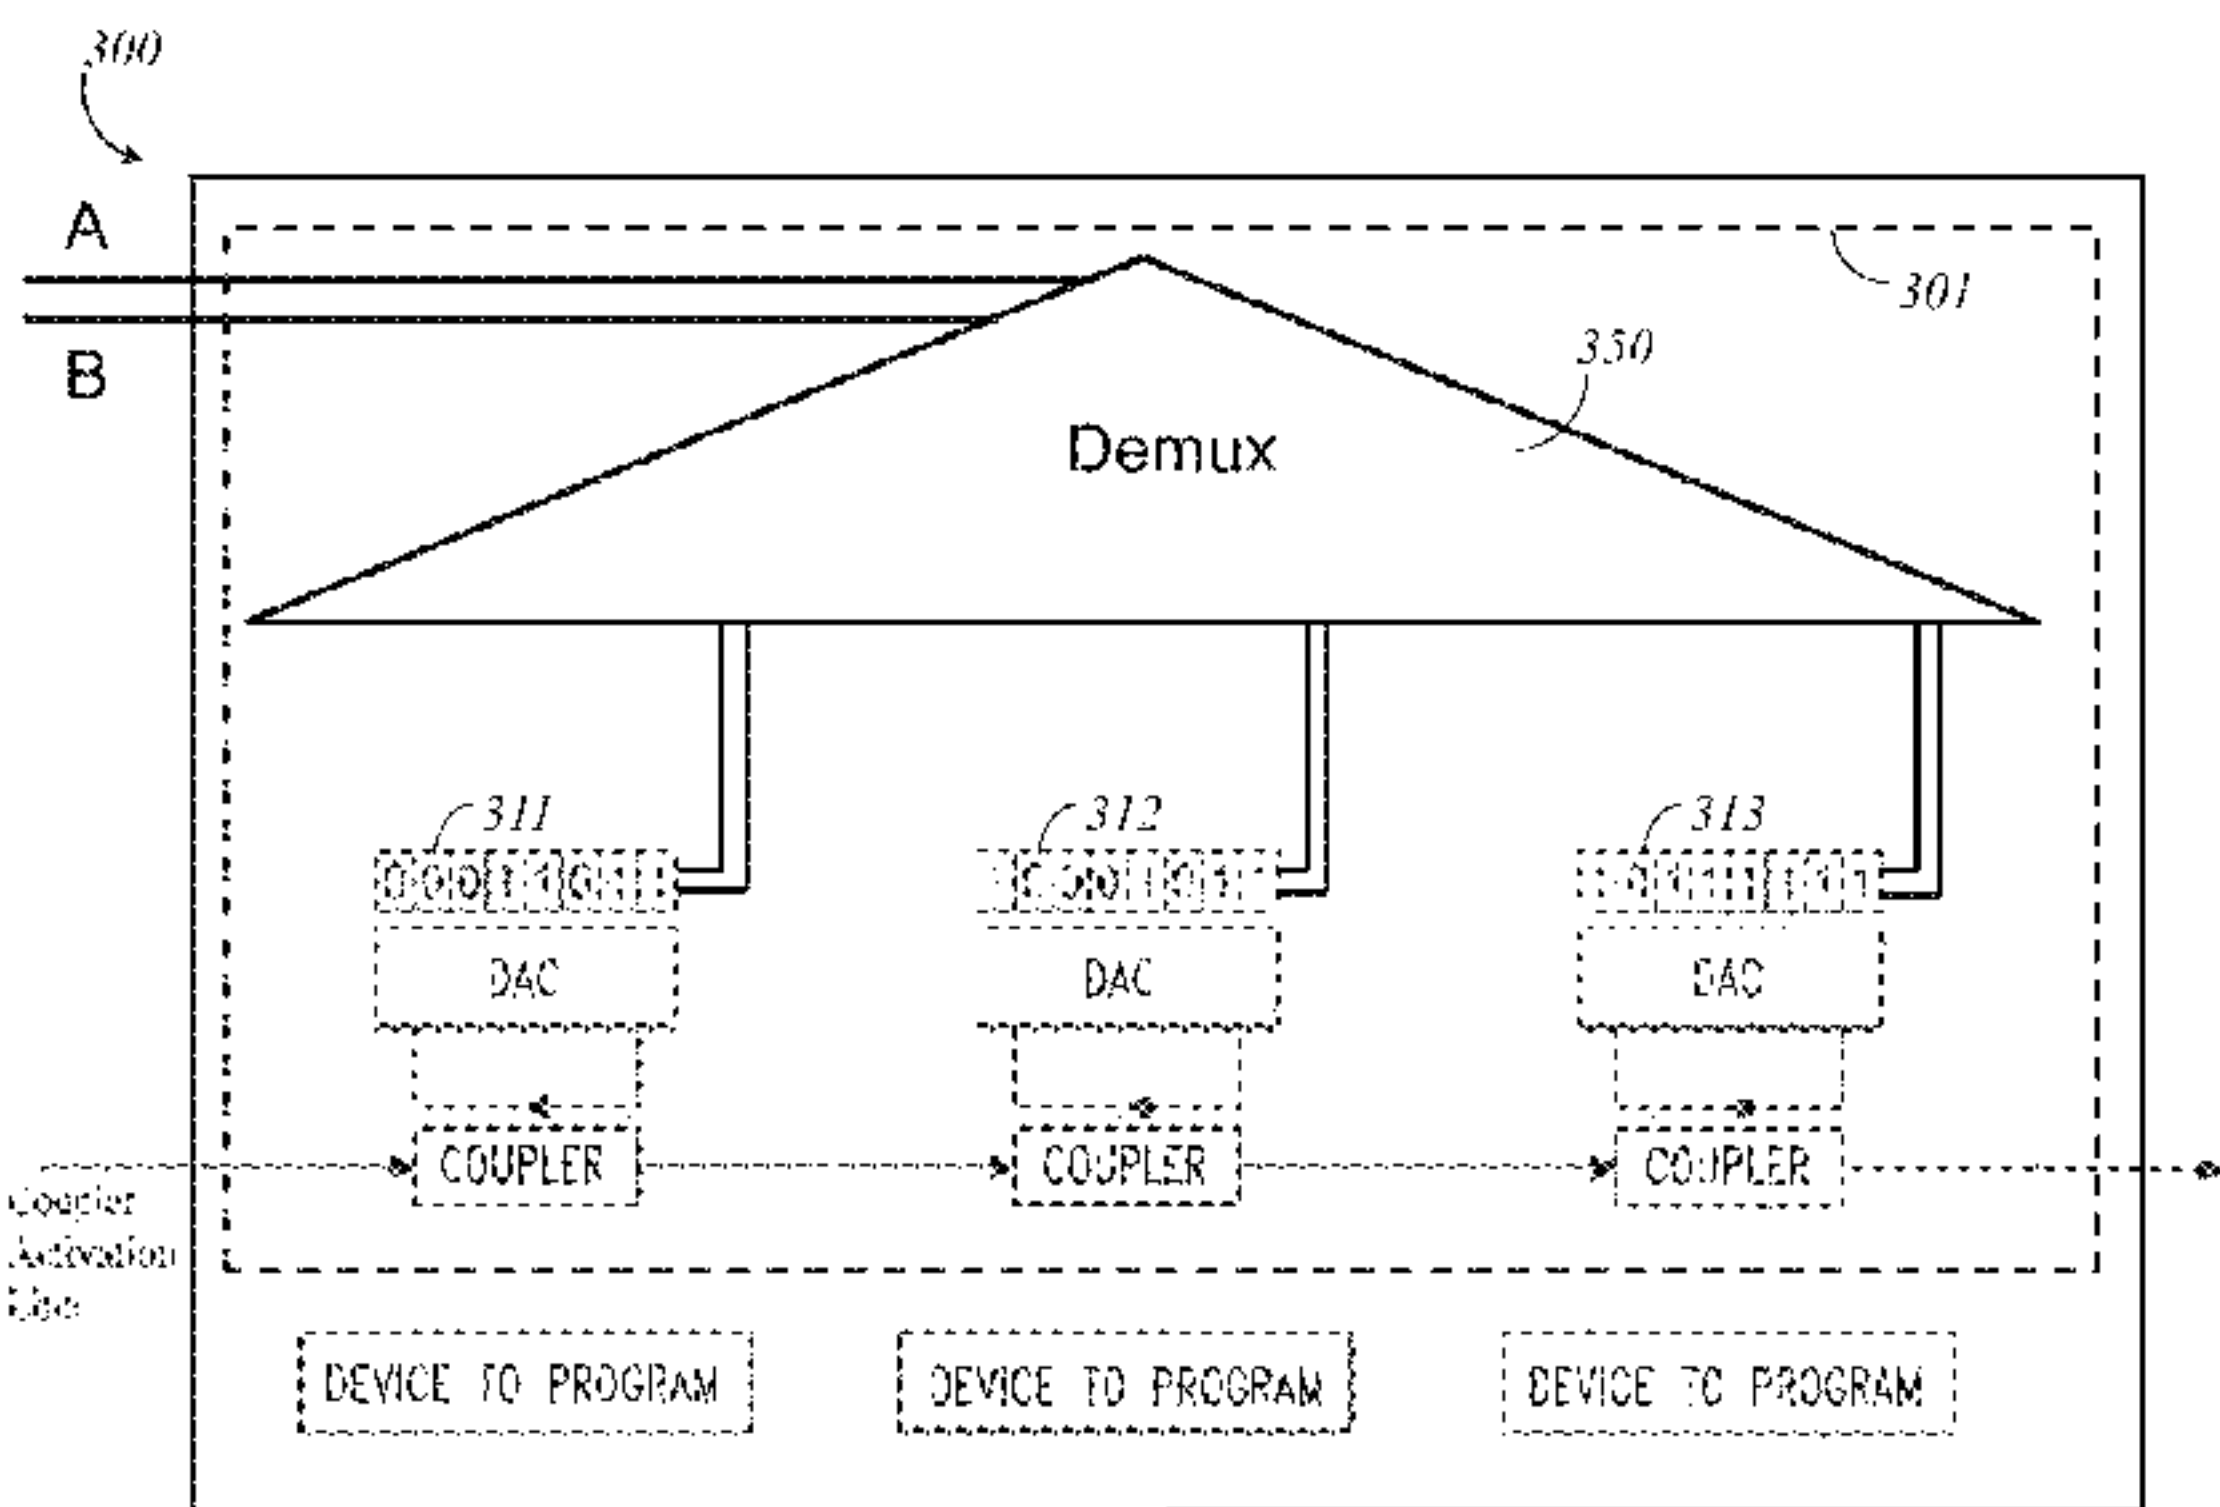 300
A
301
B
350
Demux
311
312
313
DAC
DAC
DAC
COUPLER
COUPLER
COUPLER
Coupler
Activation
Line
DEVICE TO PROGRAM
DEVICE TO PROGRAM
DEVICE TO PROGRAM